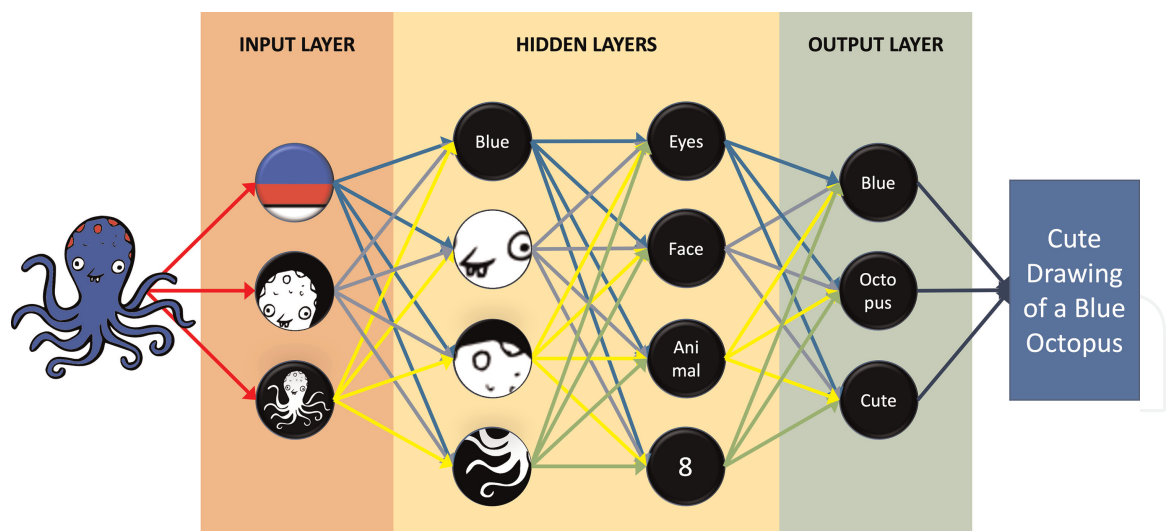 INPUT LAYER
HIDDEN LAYERS
OUTPUT LAYER
Blue
Eyes
Face
Ani
mal
8
Blue
Octo
pus
Cute
Cute
Drawing
of a Blue
Octopus